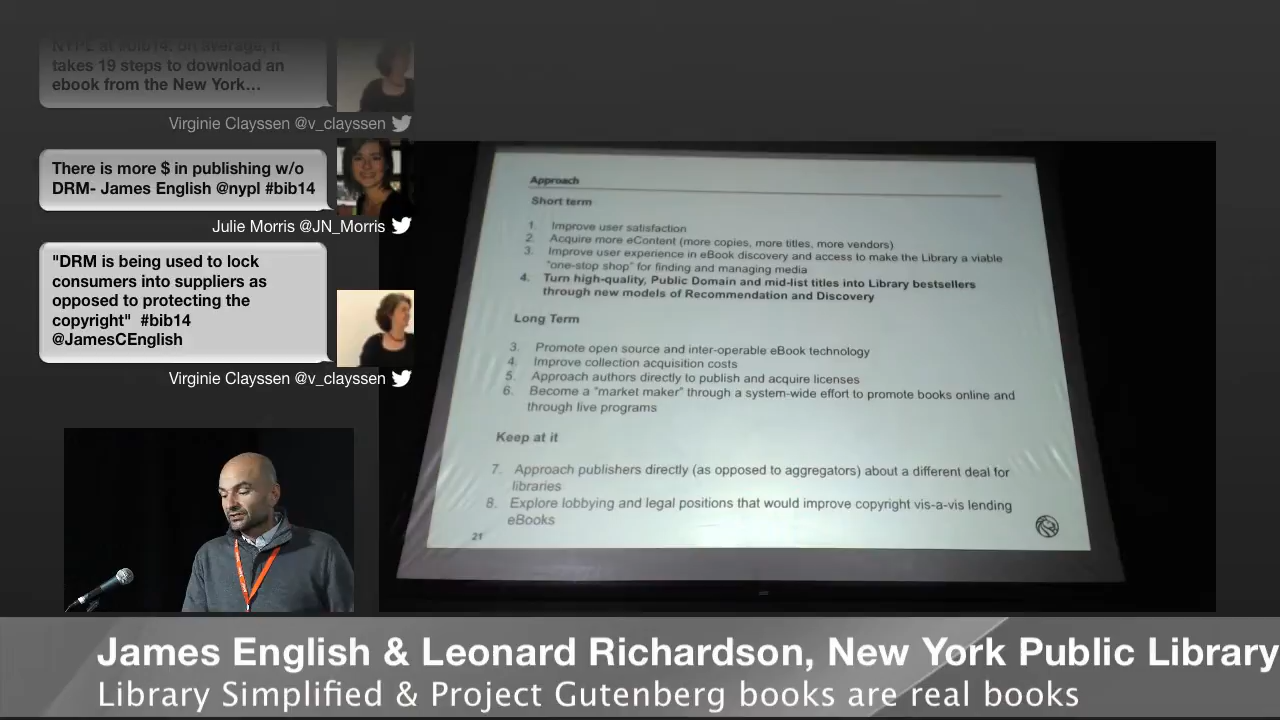 NYPL at #bib14: on average, it
takes 19 steps to download an
ebook from the New York…
Virginie Clayssen @v_clayssen
There is more $ in publishing w/o
DRM- James English @nypl #bib14
Julie Morris @JN_Morris
"DRM is being used to lock
consumers into suppliers as
opposed to protecting the
copyright"  #bib14
@JamesCEnglish
Virginie Clayssen @v_clayssen
Approach
Short term
1. Improve user satisfaction
2. Acquire more eContent (more copies, more titles, more vendors)
3. Improve user experience in eBook discovery and access to make the Library a viable
"one-stop shop" for finding and managing media
4. Turn high-quality, Public Domain and mid-list titles into Library bestsellers
through new models of Recommendation and Discovery
Long Term
3. Promote open source and inter-operable eBook technology
4. Improve collection acquisition costs
5. Approach authors directly to publish and acquire licenses
6. Become a "market maker" through a system-wide effort to promote books online and
through live programs
Keep at it
7. Approach publishers directly (as opposed to aggregators) about a different deal for
libraries
8. Explore lobbying and legal positions that would improve copyright vis-a-vis lending
eBooks
21
James English & Leonard Richardson, New York Public Library
Library Simplified & Project Gutenberg books are real books